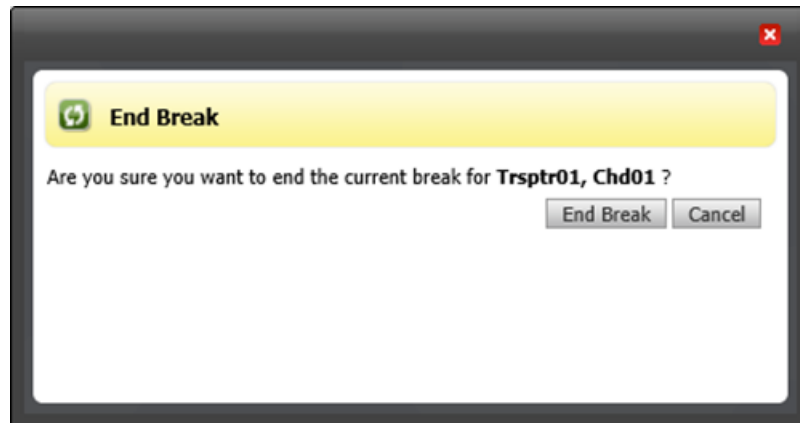 End Break
Are you sure you want to end the current break for Trsptr01, Chd01 ?
End Break Cancel